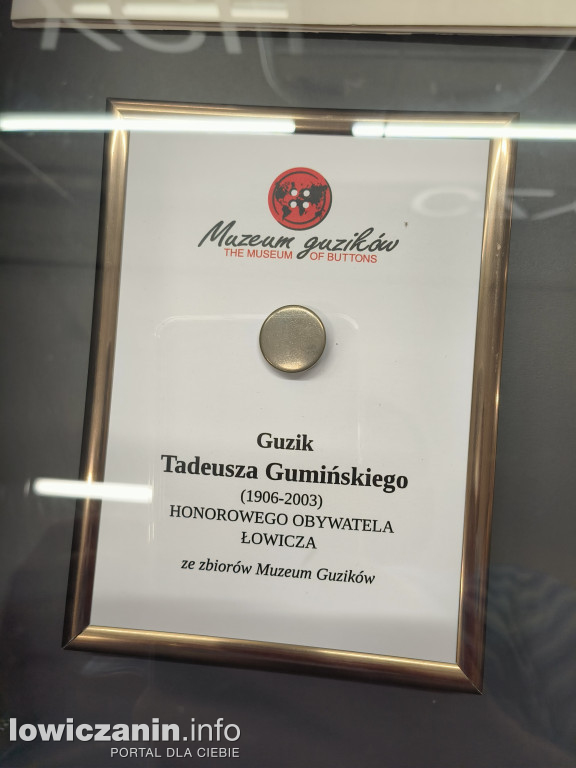 Muzeum guzików
THE MUSEUM OF BUTTONS
Guzik
Tadeusza Gumińskiego
(1906-2003)
HONOROWEGO OBYWATELA
ŁOWICZA
ze zbiorów Muzeum Guzików
lowiczanin.info
PORTAL DLA CIEBIE